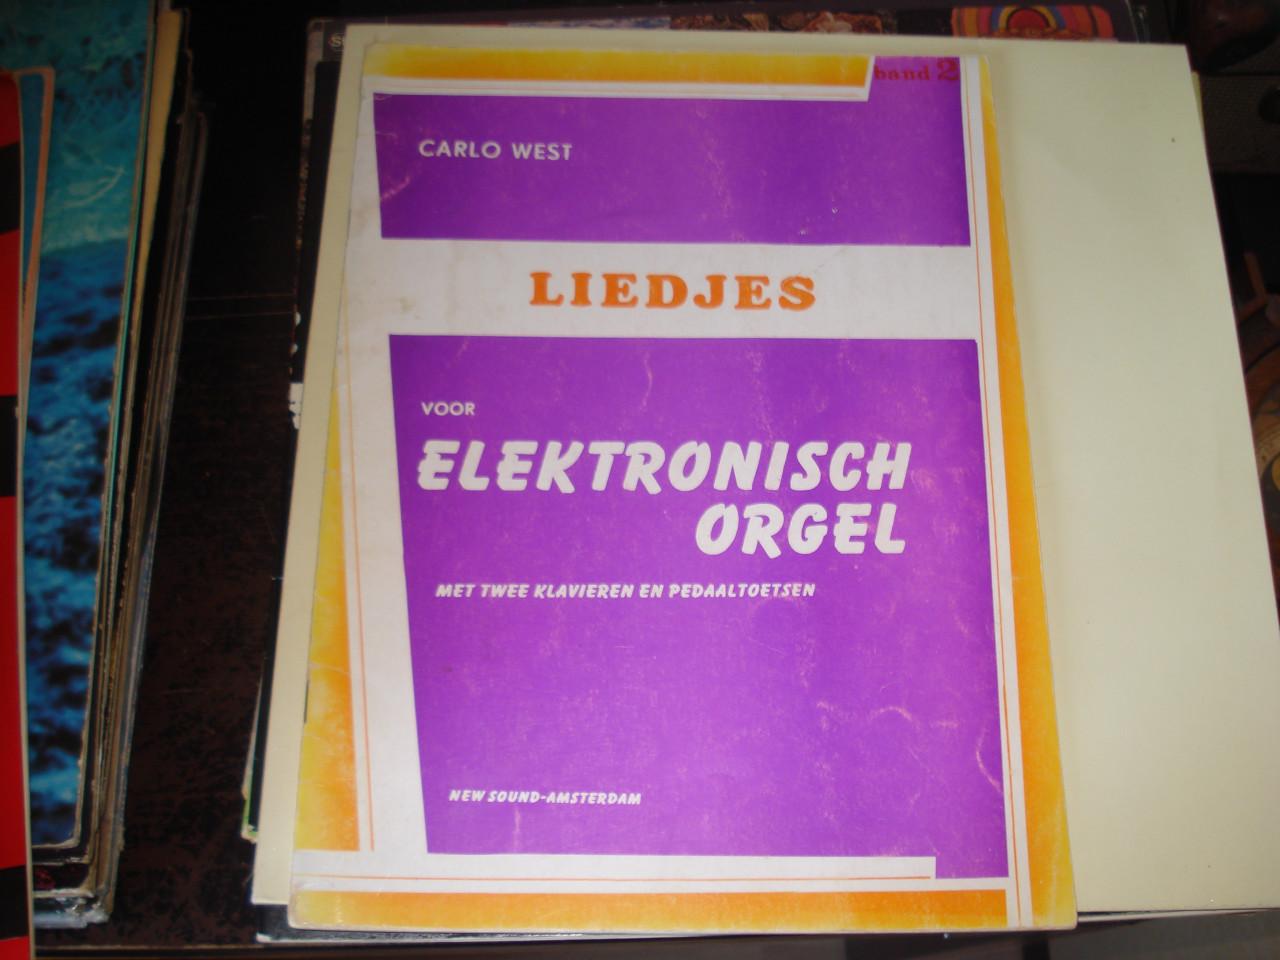 band 2
CARLO WEST
LIEDJES
VOOR
ELEKTRONISCH
ORGEL
MET TWEE KLAVIEREN EN PEDAALTOETSEN
NEW SOUND-AMSTERDAM